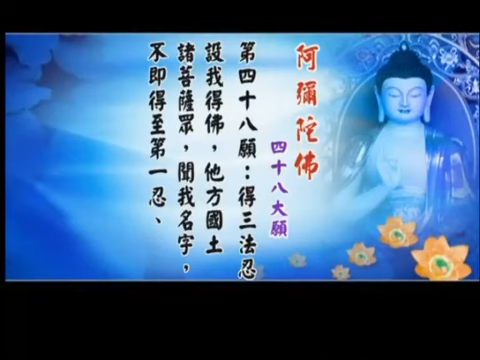 阿彌陀佛
四十八大願
第四十八願：得三法忍
設我得佛，他方國土
諸菩薩眾，聞我名字，
不即得至第一忍、